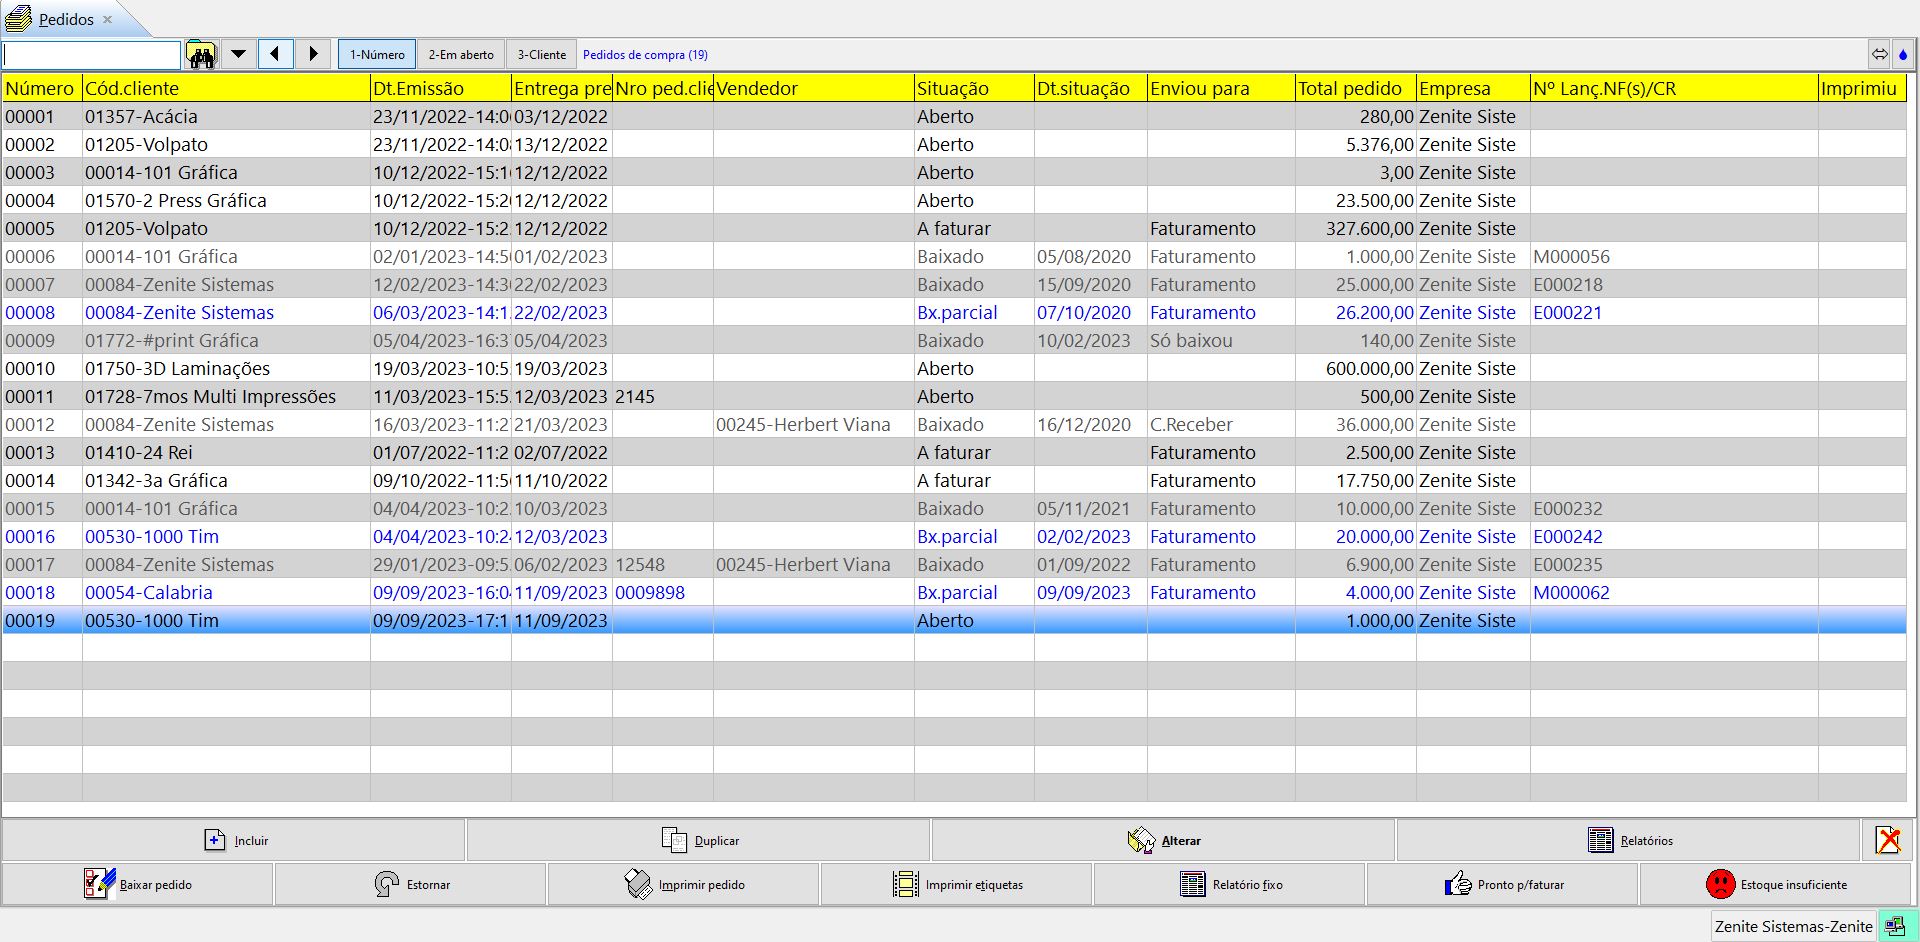 Pedidos
1-Número 2-Em aberto 3-Cliente Pedidos de compra (19)
Número Cód.cliente Dt.Emissão Entrega pre Nro ped.clie Vendedor Situação Dt.situação Enviou para Total pedido Empresa Nº Lanç.NF(s)/CR Imprimiu
00001 01357-Acácia 23/11/2022-14:0 03/12/2022 Aberto 280,00 Zenite Siste
00002 01205-Volpato 23/11/2022-14:0 13/12/2022 Aberto 5.376,00 Zenite Siste
00003 00014-101 Gráfica 10/12/2022-15:1 12/12/2022 Aberto 3,00 Zenite Siste
00004 01570-2 Press Gráfica 10/12/2022-15:2 12/12/2022 Aberto 23.500,00 Zenite Siste
00005 01205-Volpato 10/12/2022-15:2 12/12/2022 A faturar Faturamento 327.600,00 Zenite Siste
00006 00014-101 Gráfica 02/01/2023-14:5 01/02/2023 Baixado 05/08/2020 Faturamento 1.000,00 Zenite Siste M000056
00007 00084-Zenite Sistemas 12/02/2023-14:3 22/02/2023 Baixado 15/09/2020 Faturamento 25.000,00 Zenite Siste E000218
00008 00084-Zenite Sistemas 06/03/2023-14:1 22/02/2023 Bx.parcial 07/10/2020 Faturamento 26.200,00 Zenite Siste E000221
00009 01772-#print Gráfica 05/04/2023-16:3 05/04/2023 Baixado 10/02/2023 Só baixou 140,00 Zenite Siste
00010 01750-3D Laminações 19/03/2023-10:5 19/03/2023 Aberto 600.000,00 Zenite Siste
00011 01728-7mos Multi Impressões 11/03/2023-15:5 12/03/2023 2145 Aberto 500,00 Zenite Siste
00012 00084-Zenite Sistemas 16/03/2023-11:2 21/03/2023 00245-Herbert Viana Baixado 16/12/2020 C.Receber 36.000,00 Zenite Siste
00013 01410-24 Rei 01/07/2022-11:2 02/07/2022 A faturar Faturamento 2.500,00 Zenite Siste
00014 01342-3a Gráfica 09/10/2022-11:5 11/10/2022 A faturar Faturamento 17.750,00 Zenite Siste
00015 00014-101 Gráfica 04/04/2023-10:2 10/03/2023 Baixado 05/11/2021 Faturamento 10.000,00 Zenite Siste E000232
00016 00530-1000 Tim 04/04/2023-10:2 12/03/2023 Bx.parcial 02/02/2023 Faturamento 20.000,00 Zenite Siste E000242
00017 00084-Zenite Sistemas 29/01/2023-09:5 06/02/2023 12548 00245-Herbert Viana Baixado 01/09/2022 Faturamento 6.900,00 Zenite Siste E000235
00018 00054-Calabria 09/09/2023-16:0 11/09/2023 0009898 Bx.parcial 09/09/2023 Faturamento 4.000,00 Zenite Siste M000062
00019 00530-1000 Tim 09/09/2023-17:1 11/09/2023 Aberto 1.000,00 Zenite Siste
Incluir Duplicar Alterar Relatórios
Baixar pedido Estornar Imprimir pedido Imprimir etiquetas Relatório fixo Pronto p/faturar Estoque insuficiente
Zenite Sistemas-Zenite